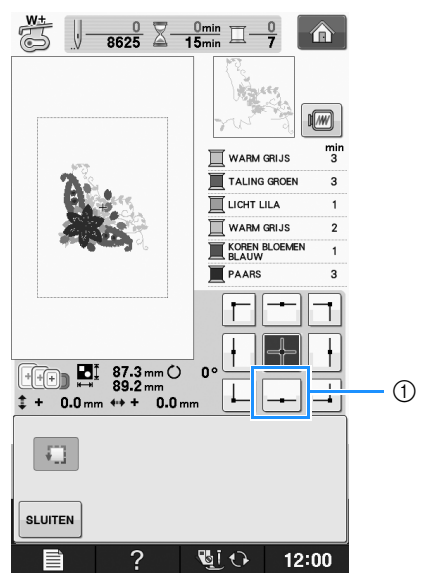 W+
0
8625
0min
15min
0
7
min
WARM GRIJS 3
TALING GROEN 3
LICHT LILA 1
WARM GRIJS 2
KOREN BLOEMEN
BLAUW 1
PAARS 3
87.3 mm 0°
89.2 mm
+ 0.0 mm + 0.0 mm
①
SLUITEN
? 12:00